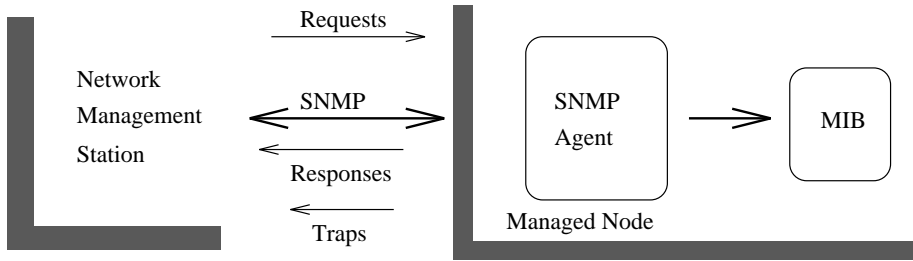 Requests
Network
Management
Station
SNMP
Responses
Traps
SNMP
Agent
MIB
Managed Node